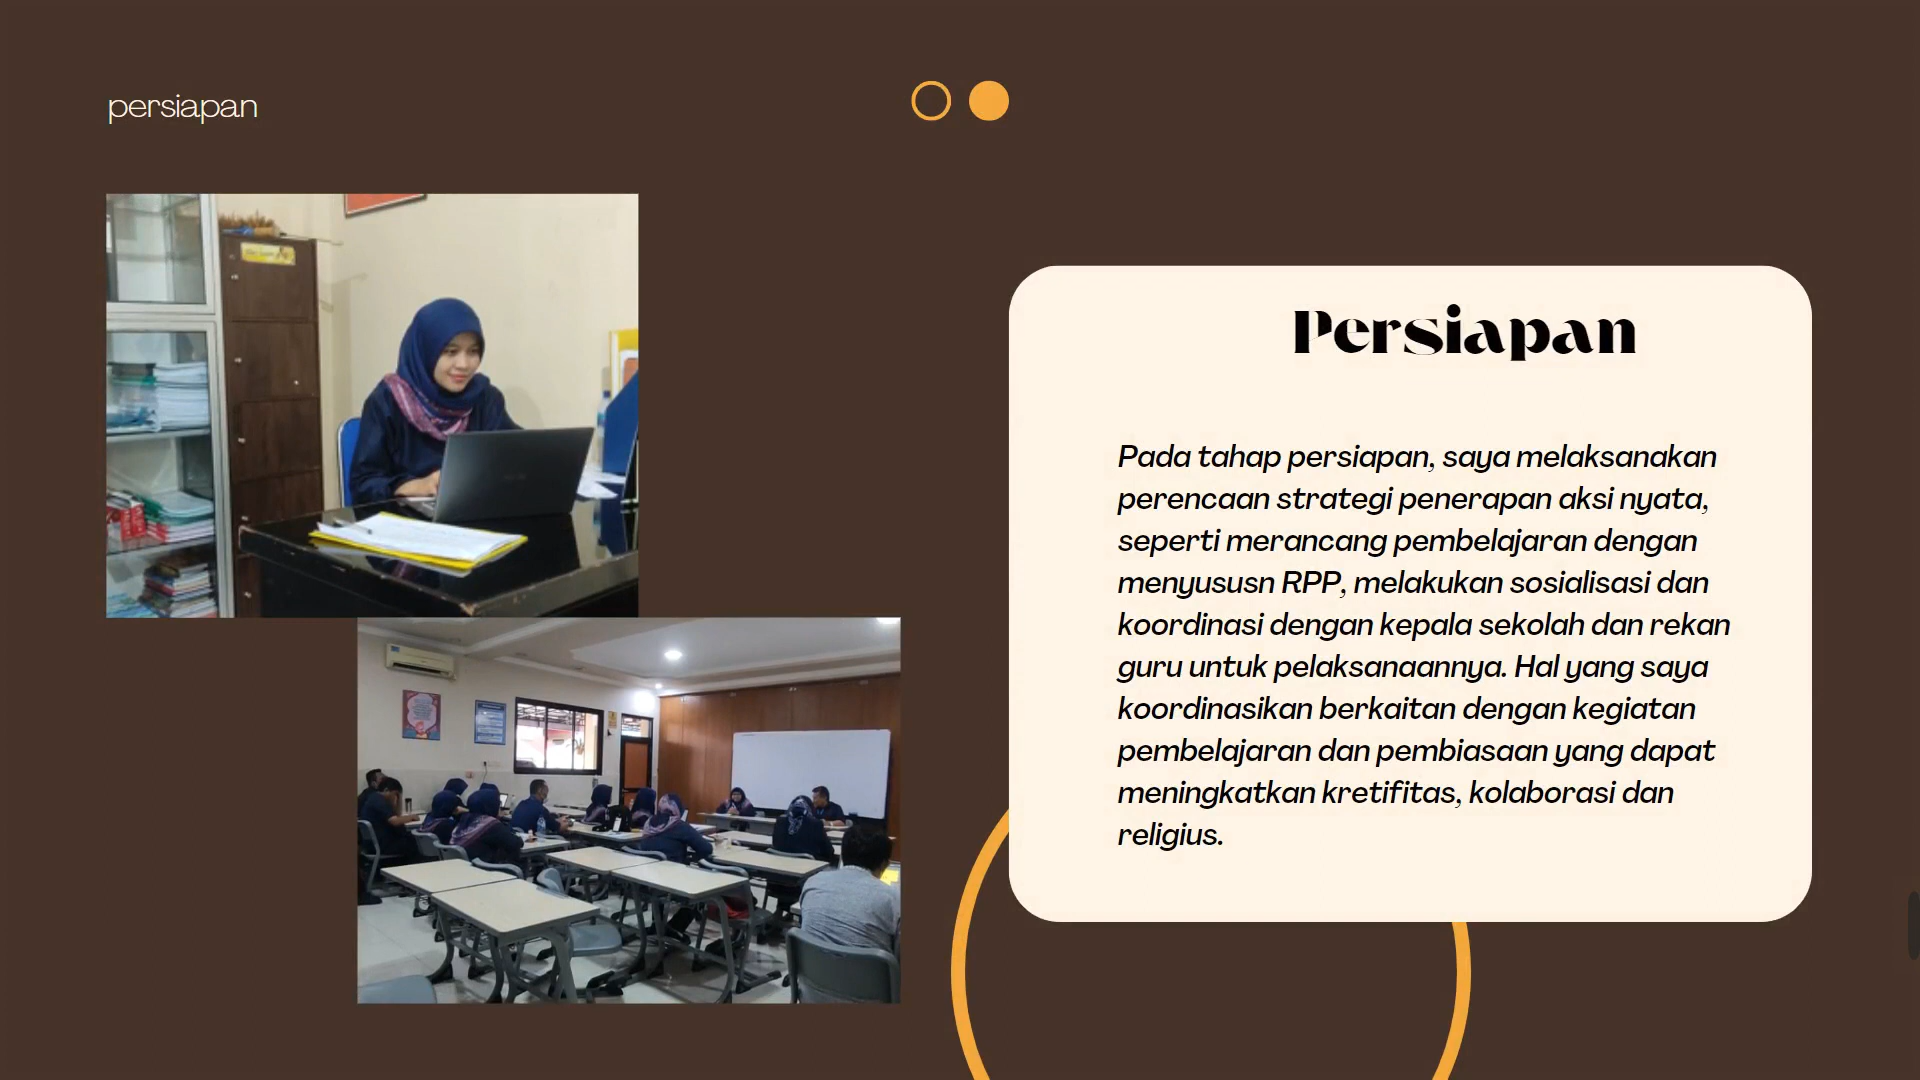 persiapan
Persiapan
Pada tahap persiapan, saya melaksanakan
perencaan strategi penerapan aksi nyata,
seperti merancang pembelajaran dengan
menyususn RPP, melakukan sosialisasi dan
koordinasi dengan kepala sekolah dan rekan
guru untuk pelaksanaannya. Hal yang saya
koordinasikan berkaitan dengan kegiatan
pembelajaran dan pembiasaan yang dapat
meningkatkan kretifitas, kolaborasi dan
religius.